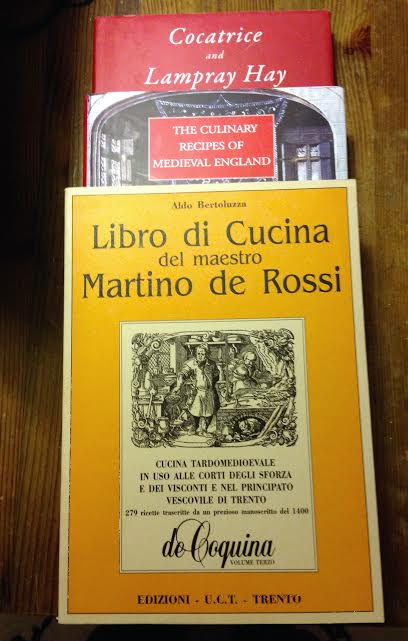 Cocatrice
and
Lampray Hay
THE CULINARY
RECIPES OF
MEDIEVAL ENGLAND
Aldo Bertoluzza
Libro di Cucina
del maestro
Martino de Rossi
CUCINA TARDOMEDIOEVALE
IN USO ALLE CORTI DEGLI SFORZA
E DEI VISCONTI E NEL PRINCIPATO
VESCOVILE DI TRENTO
279 ricette trascritte da un prezioso manoscritto del 1400
de Coquina
VOLUME TERZO
EDIZIONI - U.C.T. - TRENTO